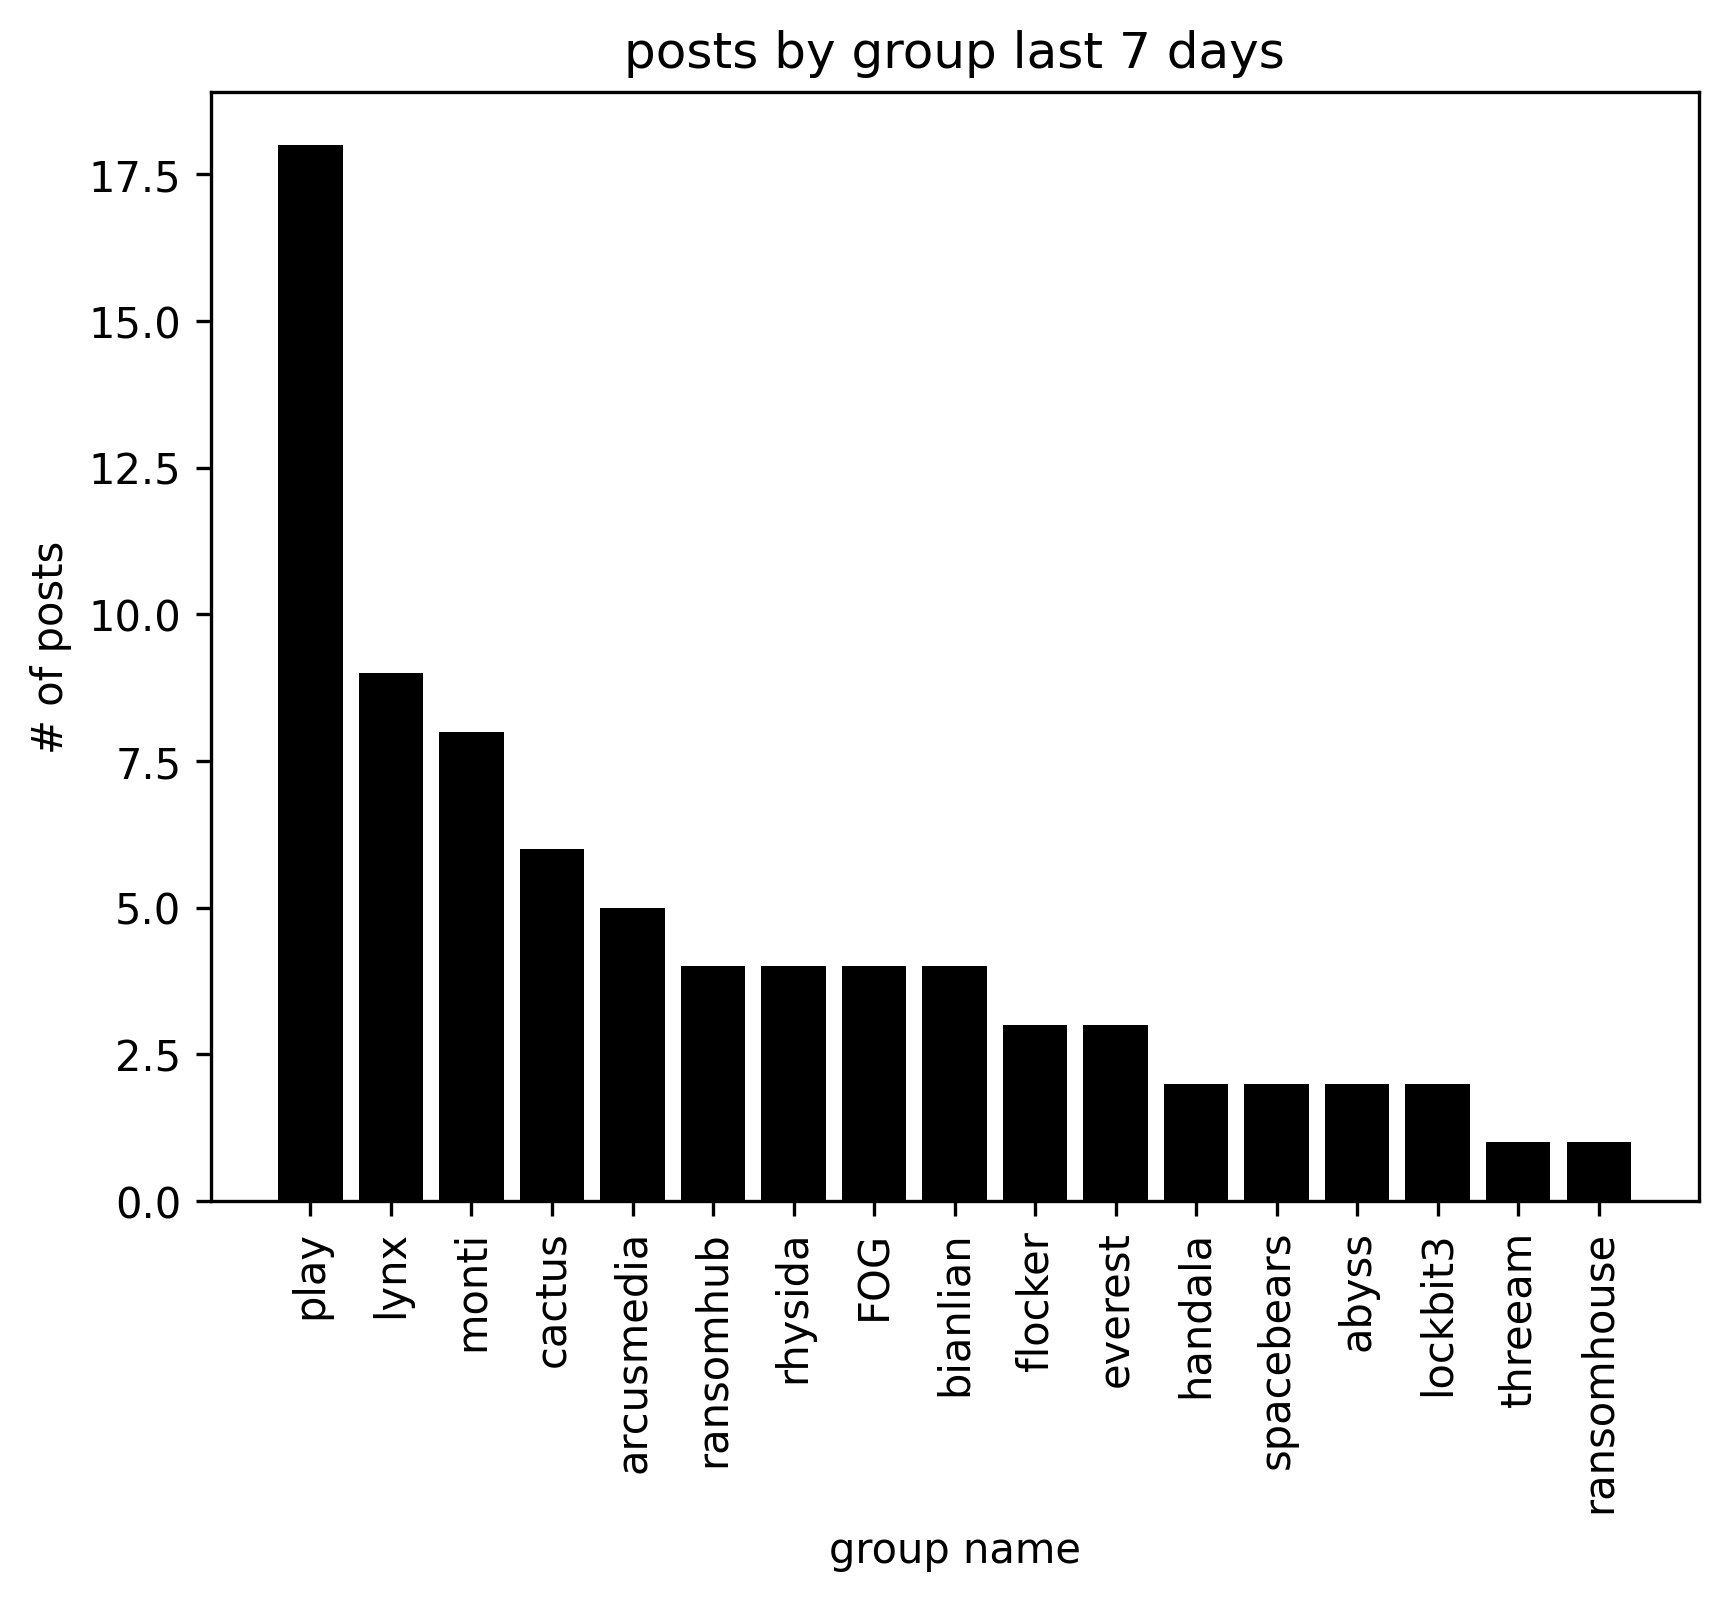 posts by group last 7 days
# of posts
17.5
15.0
12.5
10.0
7.5
5.0
2.5
0.0
play
lynx
monti
cactus
arcusmedia
ransomhub
rhysida
FOG
bianlian
flocker
everest
handala
spacebears
abyss
lockbit3
threeam
ransomhouse
group name